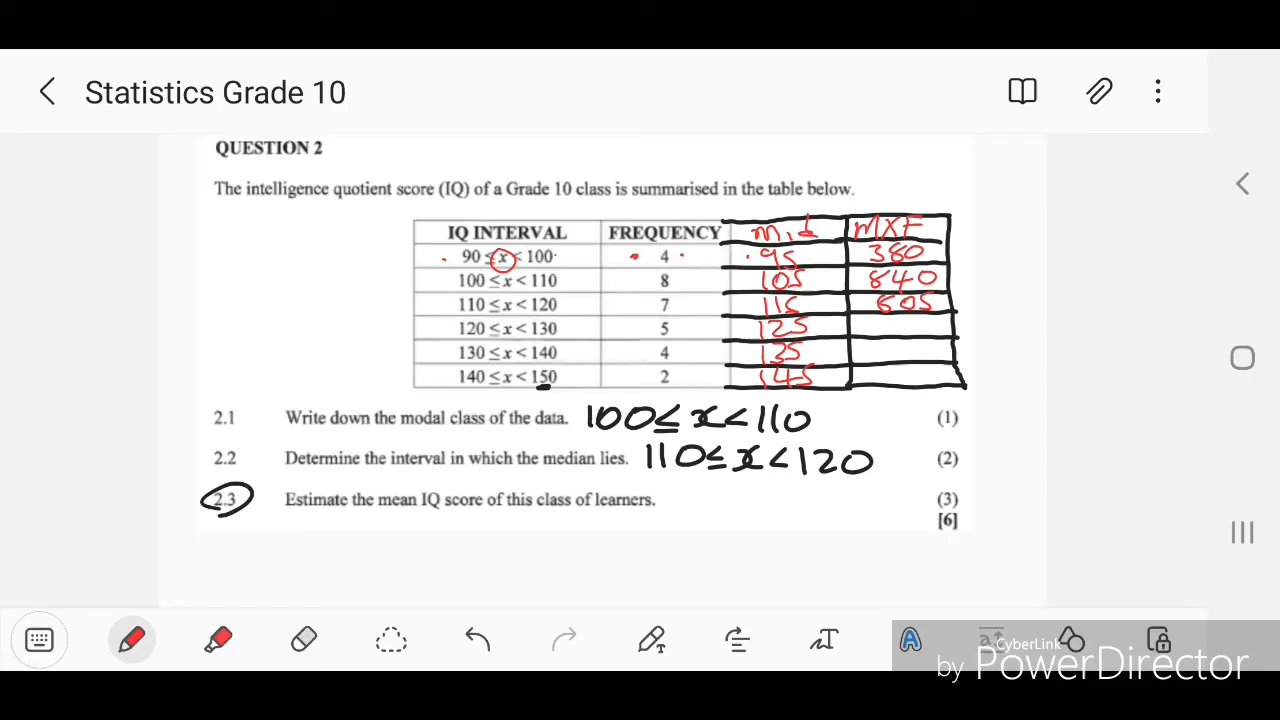 Statistics Grade 10
QUESTION 2
The intelligence quotient score (IQ) of a Grade 10 class is summarised in the table below.
IQ INTERVAL FREQUENCY Mid MXF
90 ≤ x < 100 4 95 380
100 ≤ x < 110 8 105 840
110 ≤ x < 120 7 115 805
120 ≤ x < 130 5 125
130 ≤ x < 140 4 135
140 ≤ x < 150 2 145
2.1 Write down the modal class of the data. 100 ≤ x < 110 (1)
2.2 Determine the interval in which the median lies. 110 ≤ x < 120 (2)
2.3 Estimate the mean IQ score of this class of learners. (3)
[6]
CyberLink
by PowerDirector